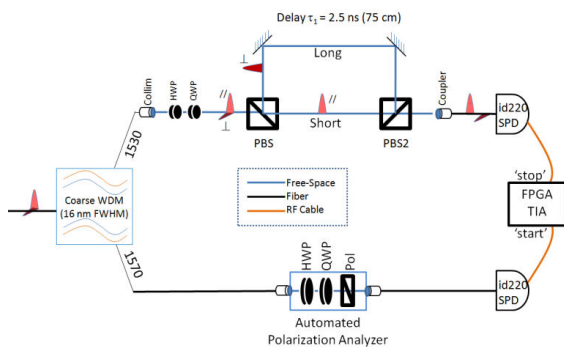 Delay τ1 = 2.5 ns (75 cm)
Long
⊥
Collim
HWP
QWP
//
//
Coupler
id220
SPD
⊥
Short
PBS
PBS2
1530
'stop'
Coarse WDM
(16 nm FWHM)
Free-Space
Fiber
RF Cable
FPGA
TIA
'start'
1570
HWP
QWP
Pol
id220
SPD
Automated
Polarization Analyzer